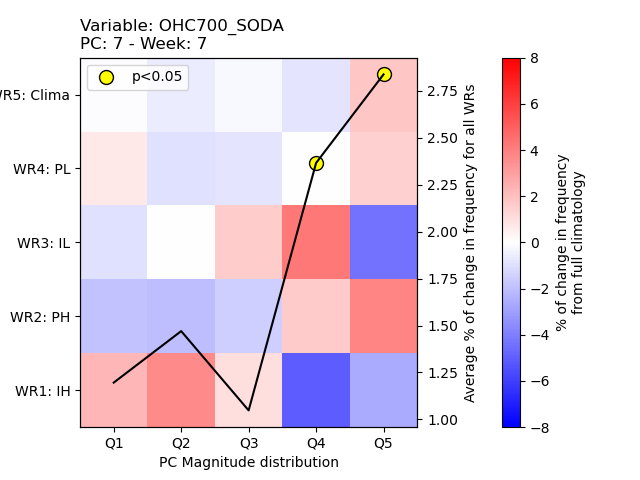 Variable: OHC700_SODA
PC: 7 - Week: 7
p<0.05
WR5: Clima
WR4: PL
WR3: IL
WR2: PH
WR1: IH
Q1 Q2 Q3 Q4 Q5
PC Magnitude distribution
2.75
2.50
2.25
2.00
1.75
1.50
1.25
1.00
Average % of change in frequency for all WRs
8
6
4
2
0
−2
−4
−6
−8
% of change in frequency
from full climatology